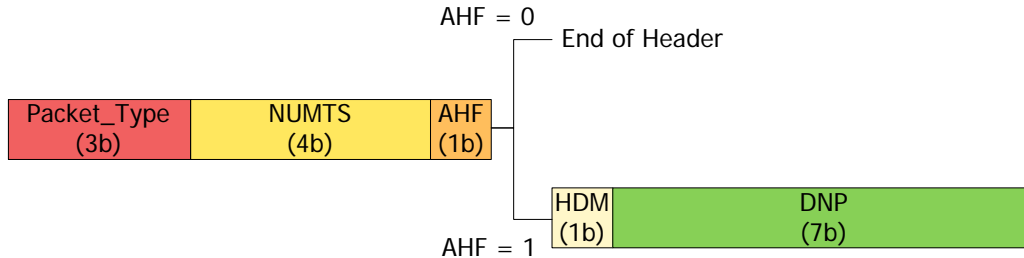 AHF = 0
End of Header
Packet_Type
(3b)
NUMTS
(4b)
AHF
(1b)
HDM
(1b)
DNP
(7b)
AHF = 1